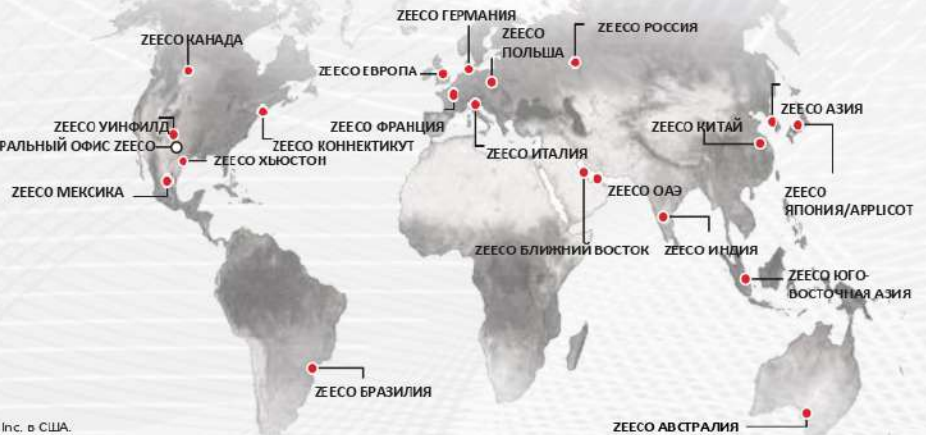 ZEECO ГЕРМАНИЯ
ZEECO КАНАДА
ZEECO
ПОЛЬША
ZEECO РОССИЯ
ZEECO ЕВРОПА
ZEECO АЗИЯ
ZEECO УИНФИЛД
ZEECO ФРАНЦИЯ
ZEECO КИТАЙ
РАЛЬНЫЙ ОФИС ZEECO
ZEECO КОННЕКТИКУТ
ZEECO ХЬЮСТОН
ZEECO ИТАЛИЯ
ZEECO МЕКСИКА
ZEECO ОАЭ
ZEECO
ЯПОНИЯ/APPLICOT
ZEECO БЛИЖНИЙ ВОСТОК
ZEECO ИНДИЯ
ZEECO ЮГО-
ВОСТОЧНАЯ АЗИЯ
ZEECO БРАЗИЛИЯ
ZEECO АВСТРАЛИЯ
Inc. в США.